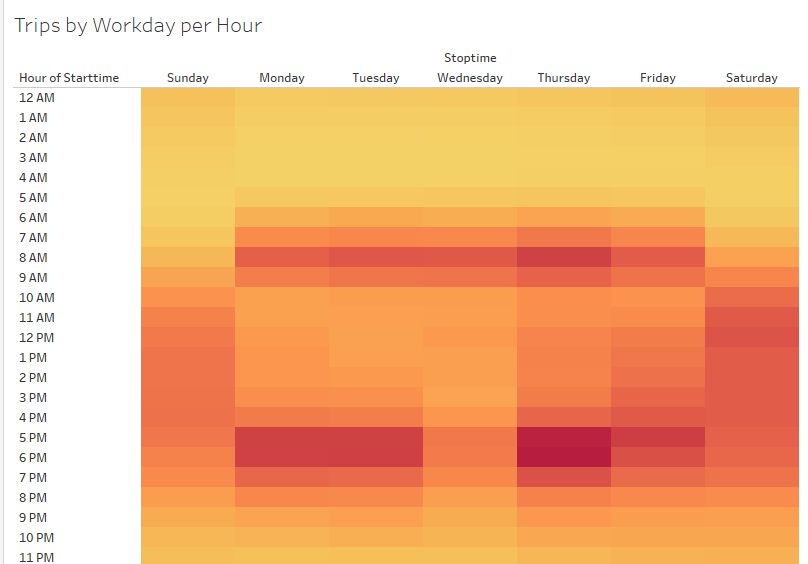 Trips by Workday per Hour
Stoptime
Hour of Starttime Sunday Monday Tuesday Wednesday Thursday Friday Saturday
12 AM
1 AM
2 AM
3 AM
4 AM
5 AM
6 AM
7 AM
8 AM
9 AM
10 AM
11 AM
12 PM
1 PM
2 PM
3 PM
4 PM
5 PM
6 PM
7 PM
8 PM
9 PM
10 PM
11 PM